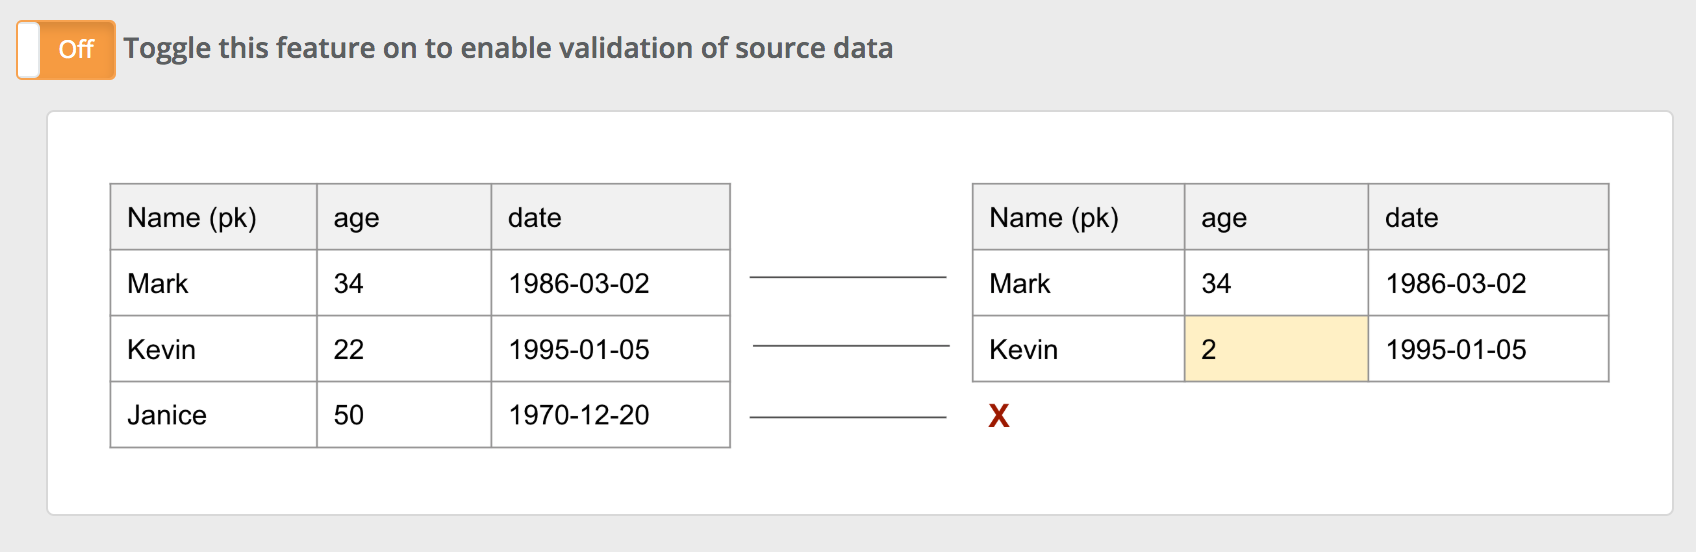 Off Toggle this feature on to enable validation of source data
Name (pk) age date Name (pk) age date
Mark 34 1986-03-02 Mark 34 1986-03-02
Kevin 22 1995-01-05 Kevin 2 1995-01-05
Janice 50 1970-12-20 X